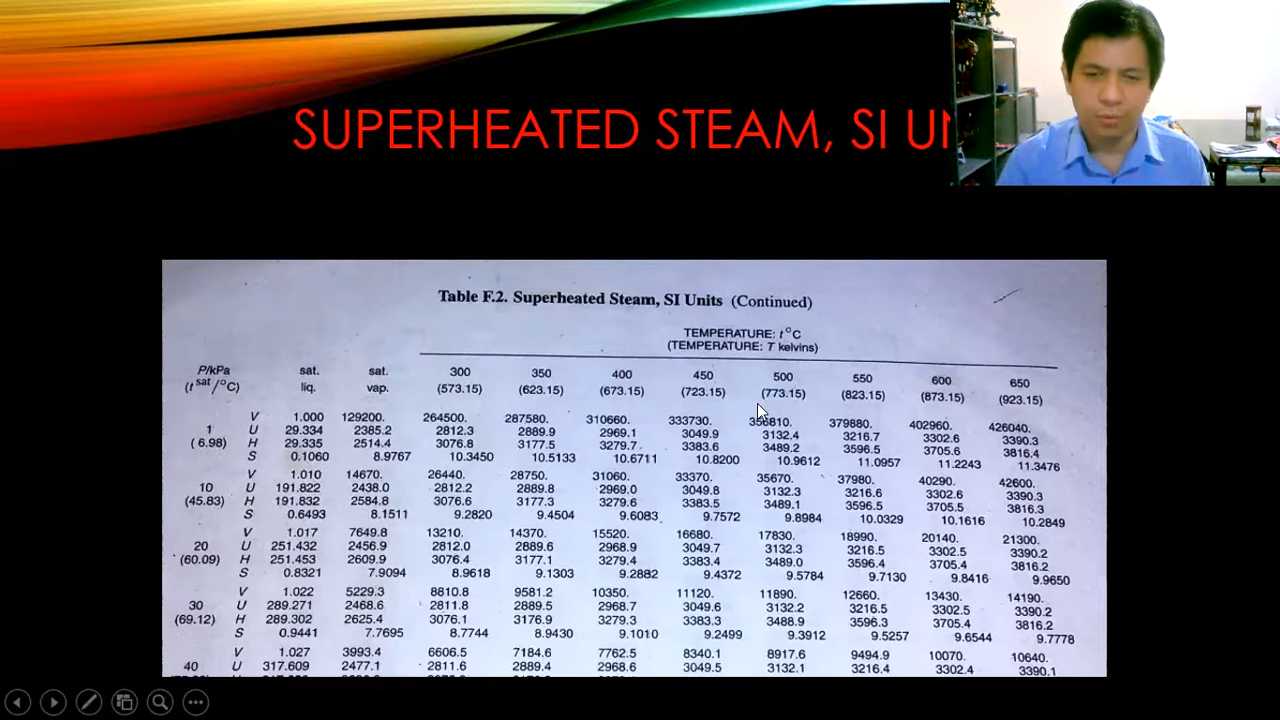 SUPERHEATED STEAM, SI UN
Table F.2. Superheated Steam, SI Units (Continued)
TEMPERATURE: t°C
(TEMPERATURE: T kelvins)
P/kPa sat. sat. 300 350 400 450 500 550 600 650
(t sat/°C) liq. vap. (573.15) (623.15) (673.15) (723.15) (773.15) (823.15) (873.15) (923.15)
V 1.000 129200. 264500. 287580. 310660. 333730. 356810. 379880. 402960. 426040.
1 U 29.334 2385.2 2812.3 2889.9 2969.1 3049.9 3132.4 3216.7 3302.6 3390.3
(6.98) H 29.335 2514.4 3076.8 3177.5 3279.7 3383.6 3489.2 3596.5 3705.6 3816.4
S 0.1060 8.9767 10.3450 10.5133 10.6711 10.8200 10.9612 11.0957 11.2243 11.3476
V 1.010 14670. 26440. 28750. 31060. 33370. 35670. 37980. 40290. 42600.
10 U 191.822 2438.0 2812.2 2889.8 2969.0 3049.8 3132.3 3216.6 3302.6 3390.3
(45.83) H 191.832 2584.8 3076.6 3177.3 3279.6 3383.5 3489.1 3596.5 3705.5 3816.3
S 0.6493 8.1511 9.2820 9.4504 9.6083 9.7572 9.8984 10.0329 10.1616 10.2849
V 1.017 7649.8 13210. 14370. 15520. 16680. 17830. 18990. 20140. 21300.
20 U 251.432 2456.9 2812.0 2889.6 2968.9 3049.7 3132.3 3216.5 3302.5 3390.2
(60.09) H 251.453 2609.9 3076.4 3177.1 3279.4 3383.4 3489.0 3596.4 3705.4 3816.2
S 0.8321 7.9094 8.9618 9.1303 9.2882 9.4372 9.5784 9.7130 9.8416 9.9650
V 1.022 5229.3 8810.8 9581.2 10350. 11120. 11890. 12660. 13430. 14190.
30 U 289.271 2468.6 2811.8 2889.5 2968.7 3049.6 3132.2 3216.5 3302.5 3390.2
(69.12) H 289.302 2625.4 3076.1 3176.9 3279.3 3383.3 3488.9 3596.3 3705.4 3816.2
S 0.9441 7.7695 8.7744 8.9430 9.1010 9.2499 9.3912 9.5257 9.6544 9.7778
V 1.027 3993.4 6606.5 7184.6 7762.5 8340.1 8917.6 9494.9 10070. 10640.
40 U 317.609 2477.1 2811.6 2889.4 2968.6 3049.5 3132.1 3216.4 3302.4 3390.1